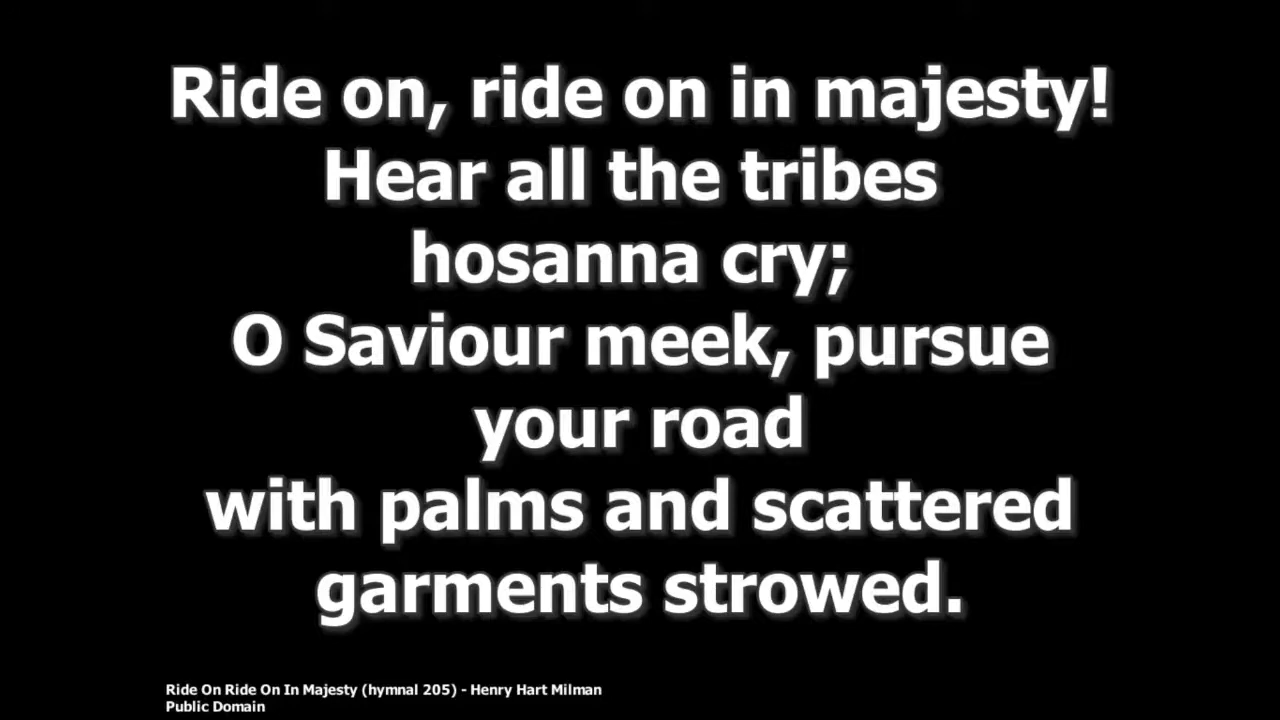 Ride on, ride on in majesty!
Hear all the tribes
hosanna cry;
O Saviour meek, pursue
your road
with palms and scattered
garments strowed.
Ride On Ride On In Majesty (hymnal 205) - Henry Hart Milman
Public Domain